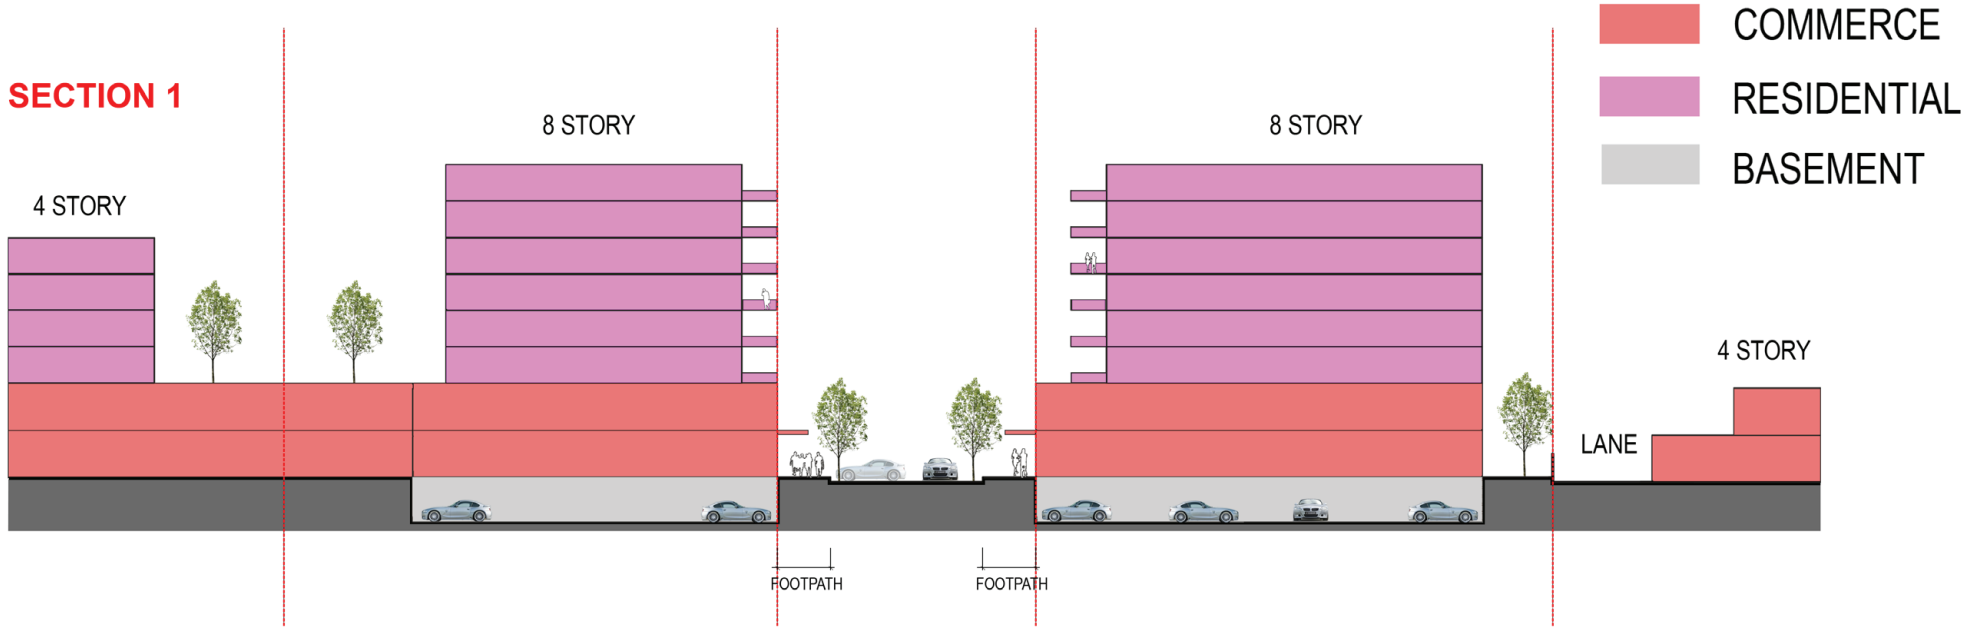 COMMERCE
SECTION 1
RESIDENTIAL
8 STORY
8 STORY
BASEMENT
4 STORY
4 STORY
LANE
FOOTPATH
FOOTPATH